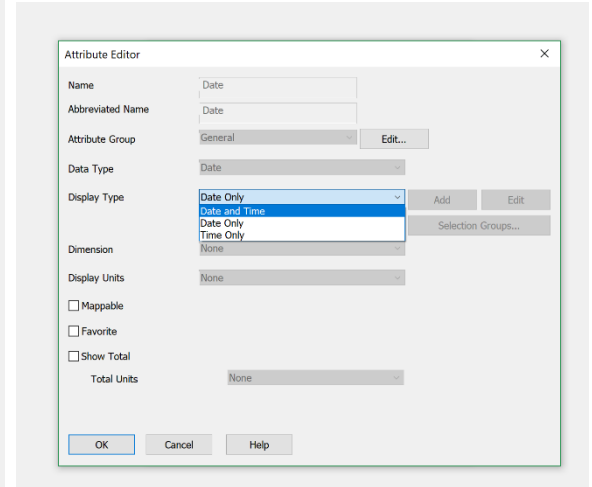 Attribute Editor
Name Date
Abbreviated Name Date
Attribute Group General Edit...
Data Type Date
Display Type Date Only Add Edit
Date and Time
Date Only Selection Groups...
Time Only
Dimension None
Display Units None
Mappable
Favorite
Show Total
Total Units None
OK Cancel Help